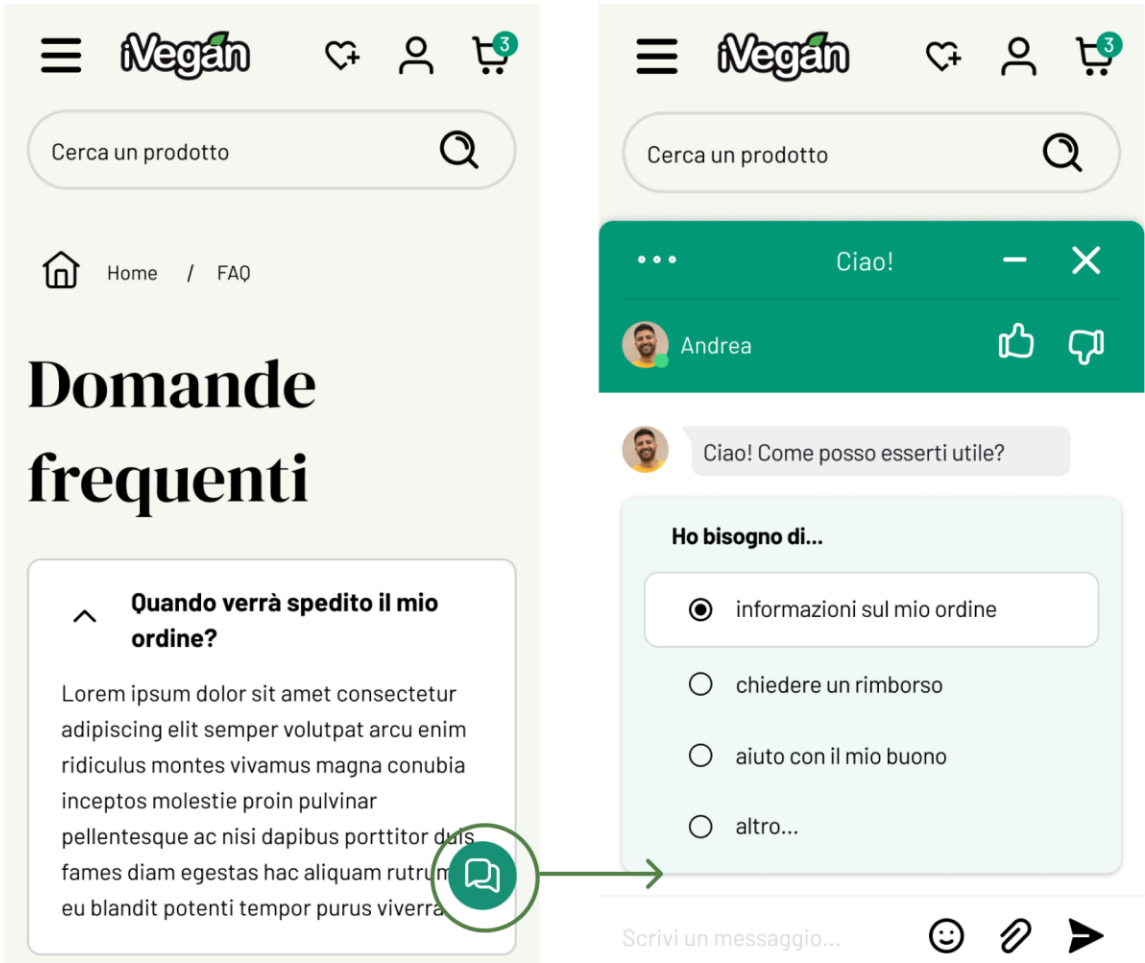 iVegan
3
Cerca un prodotto
Home / FAQ
Domande
frequenti
Quando verrà spedito il mio
ordine?
Lorem ipsum dolor sit amet consectetur
adipiscing elit semper volutpat arcu enim
ridiculus montes vivamus magna conubia
inceptos molestie proin pulvinar
pellentesque ac nisi dapibus porttitor duis
fames diam egestas hac aliquam rutrum
eu blandit potenti tempor purus viverra
iVegan
3
Cerca un prodotto
Ciao!
Andrea
Ciao! Come posso esserti utile?
Ho bisogno di...
informazioni sul mio ordine
chiedere un rimborso
aiuto con il mio buono
altro...
Scrivi un messaggio...